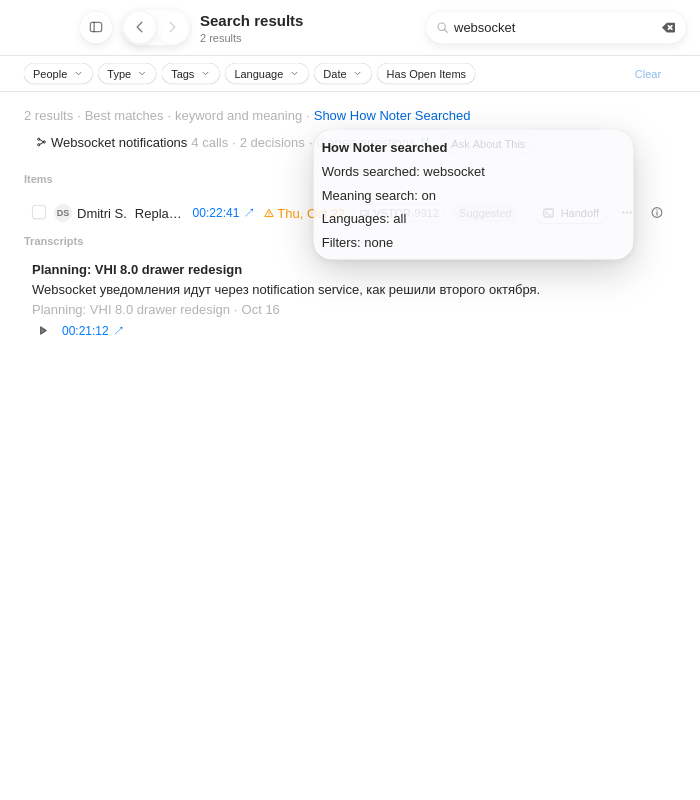 Search results
2 results
websocket
People
Type
Tags
Language
Date
Has Open Items
Clear
2 results · Best matches · keyword and meaning · Show How Noter Searched
Websocket notifications 4 calls · 2 decisions ·
Ask About This
How Noter searched
Words searched: websocket
Meaning search: on
Languages: all
Filters: none
Items
DS Dmitri S. Repla… 00:22:41 ↗ Thu, Suggested Handoff
Transcripts
Planning: VHI 8.0 drawer redesign
Websocket уведомления идут через notification service, как решили второго октября.
Planning: VHI 8.0 drawer redesign · Oct 16
00:21:12 ↗